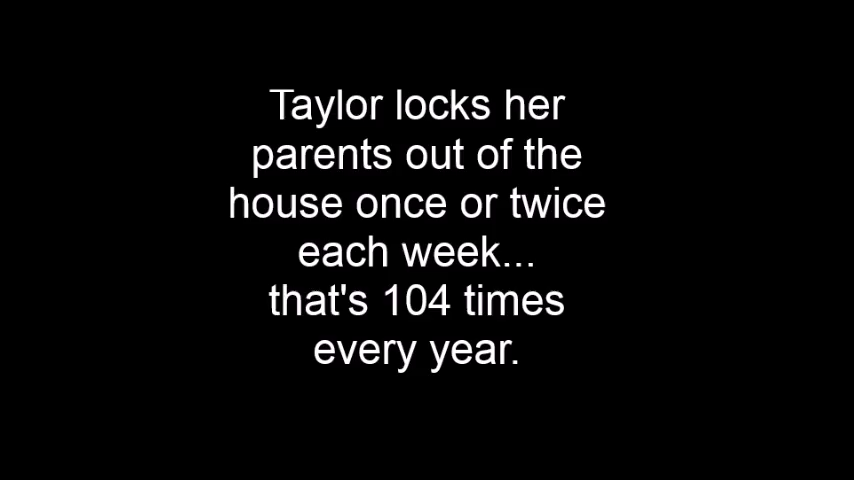 Taylor locks her
parents out of the
house once or twice
each week...
that's 104 times
every year.